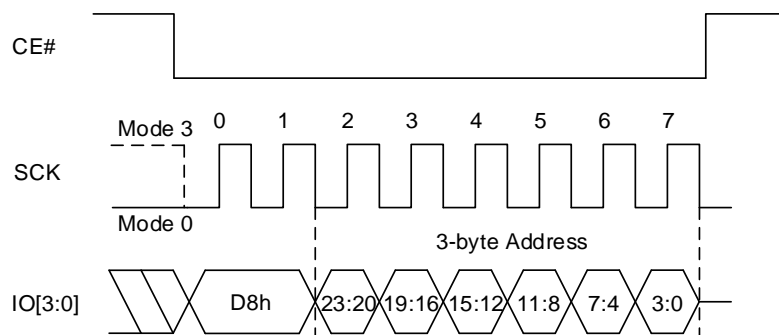 CE#
Mode 3 0 1 2 3 4 5 6 7
SCK
Mode 0
3-byte Address
IO[3:0] D8h 23:20 19:16 15:12 11:8 7:4 3:0